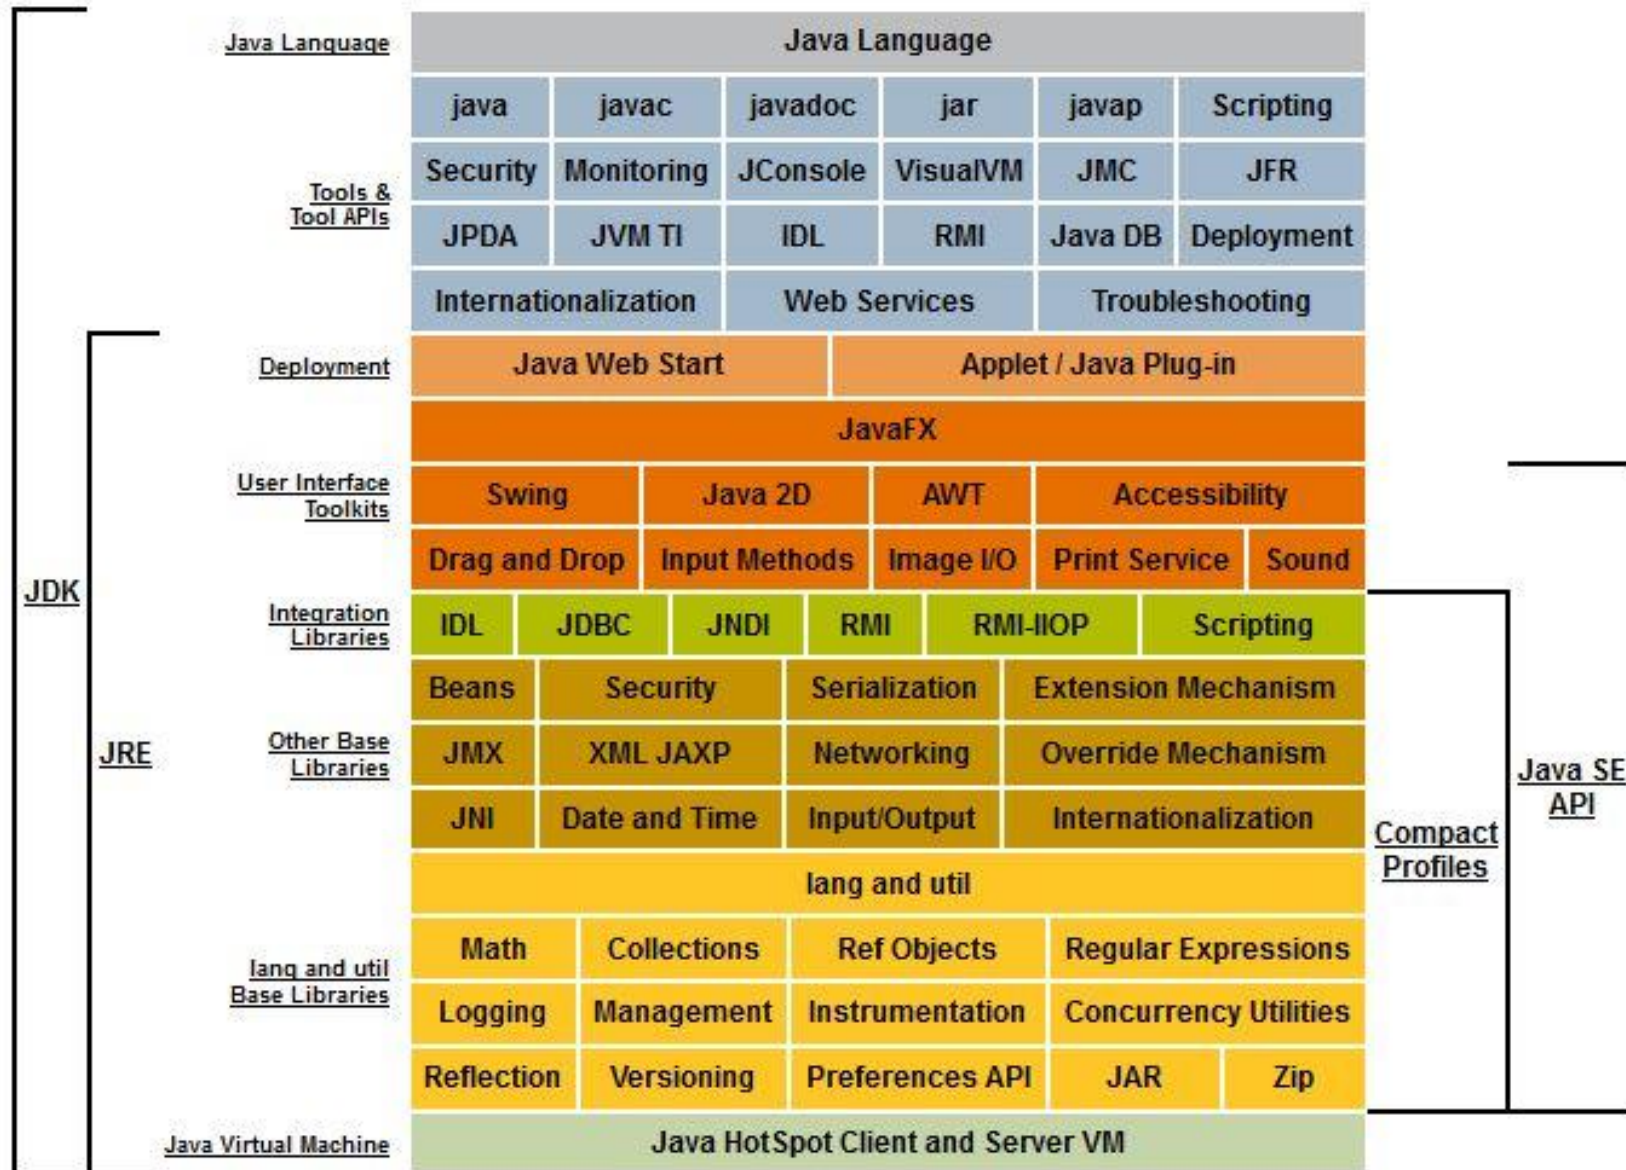 Java Language
Java Language
java javac javadoc jar javap Scripting
Security Monitoring JConsole VisualVM JMC JFR
Tools &
Tool APIs
JPDA JVM TI IDL RMI Java DB Deployment
Internationalization Web Services Troubleshooting
Deployment
Java Web Start Applet / Java Plug-in
JavaFX
User Interface
Toolkits
Swing Java 2D AWT Accessibility
Drag and Drop Input Methods Image I/O Print Service Sound
JDK
Integration
Libraries
IDL JDBC JNDI RMI RMI-IIOP Scripting
Beans Security Serialization Extension Mechanism
JRE
Other Base
Libraries
JMX XML JAXP Networking Override Mechanism
Java SE
API
JNI Date and Time Input/Output Internationalization
Compact
Profiles
lang and util
Math Collections Ref Objects Regular Expressions
lang and util
Base Libraries
Logging Management Instrumentation Concurrency Utilities
Reflection Versioning Preferences API JAR Zip
Java Virtual Machine
Java HotSpot Client and Server VM